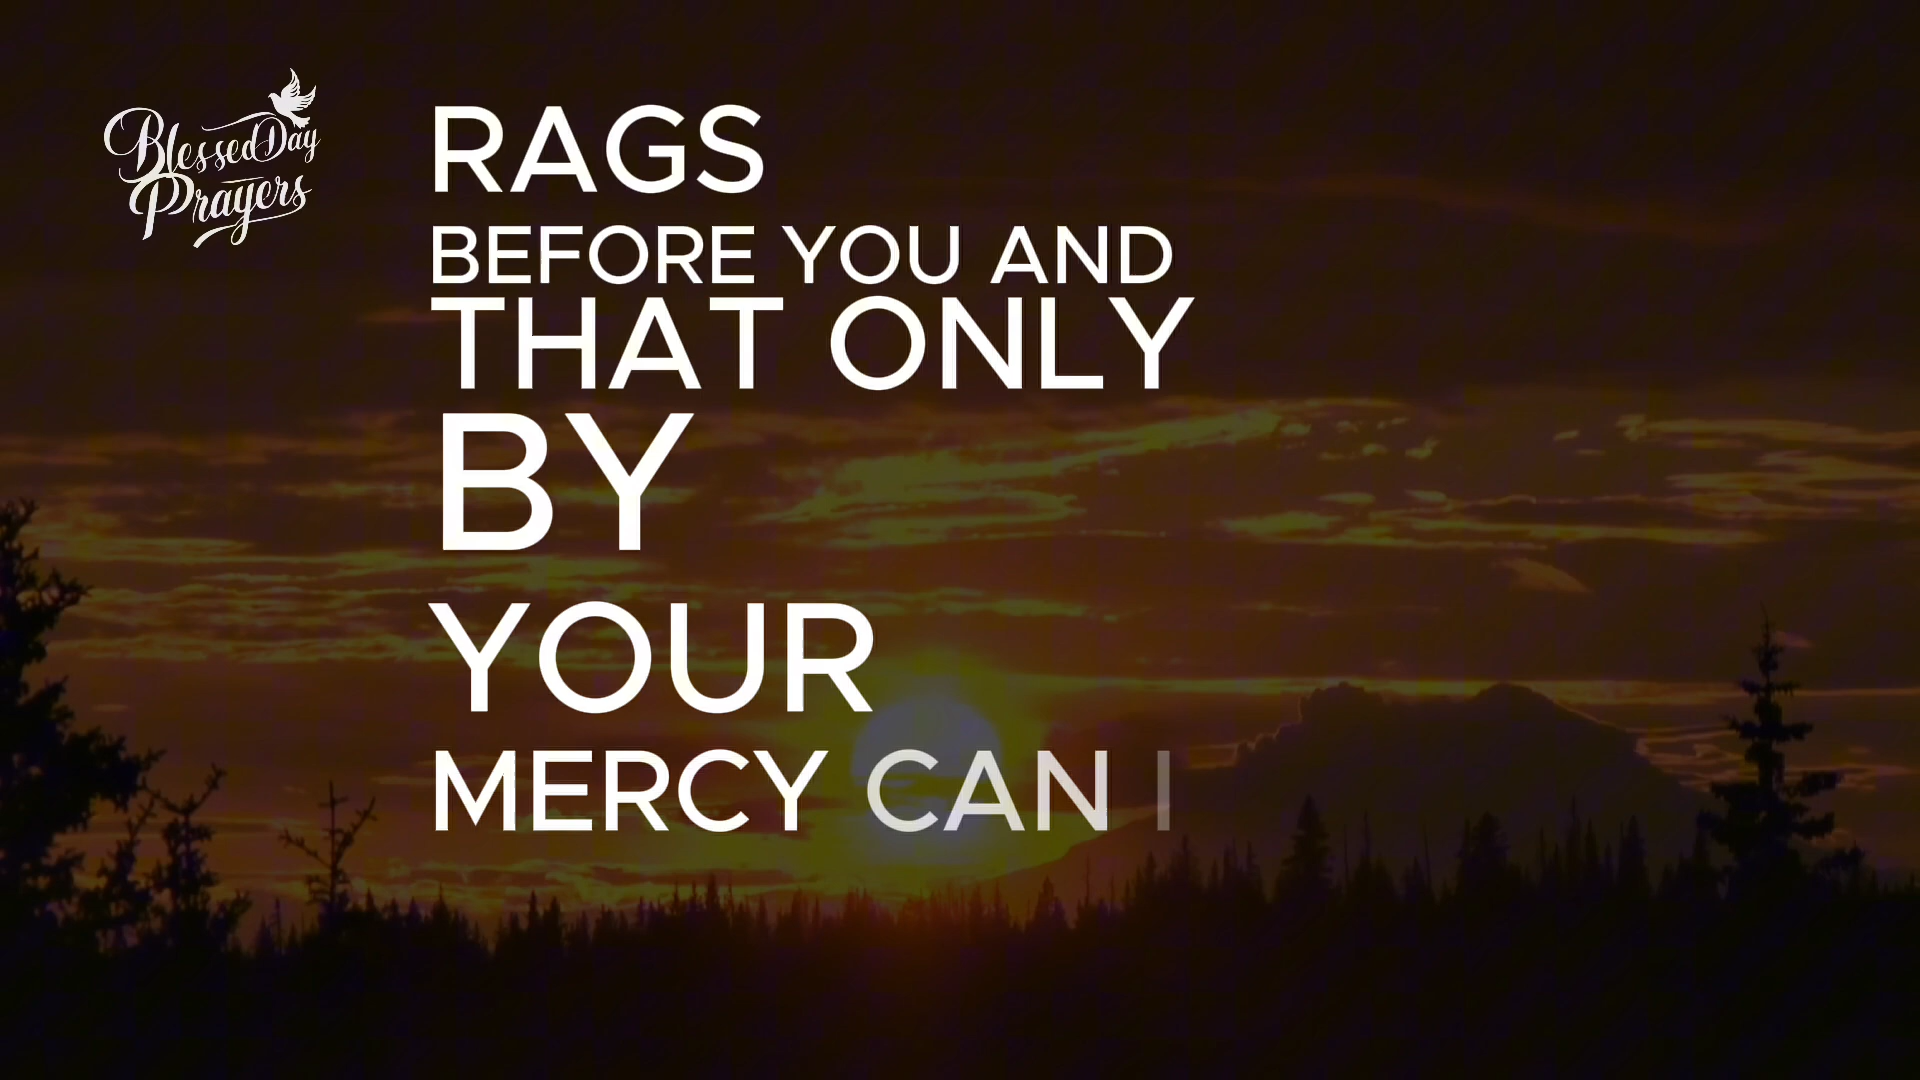 Blessed Day
Prayers
RAGS
BEFORE YOU AND
THAT ONLY
BY
YOUR
MERCY CAN I